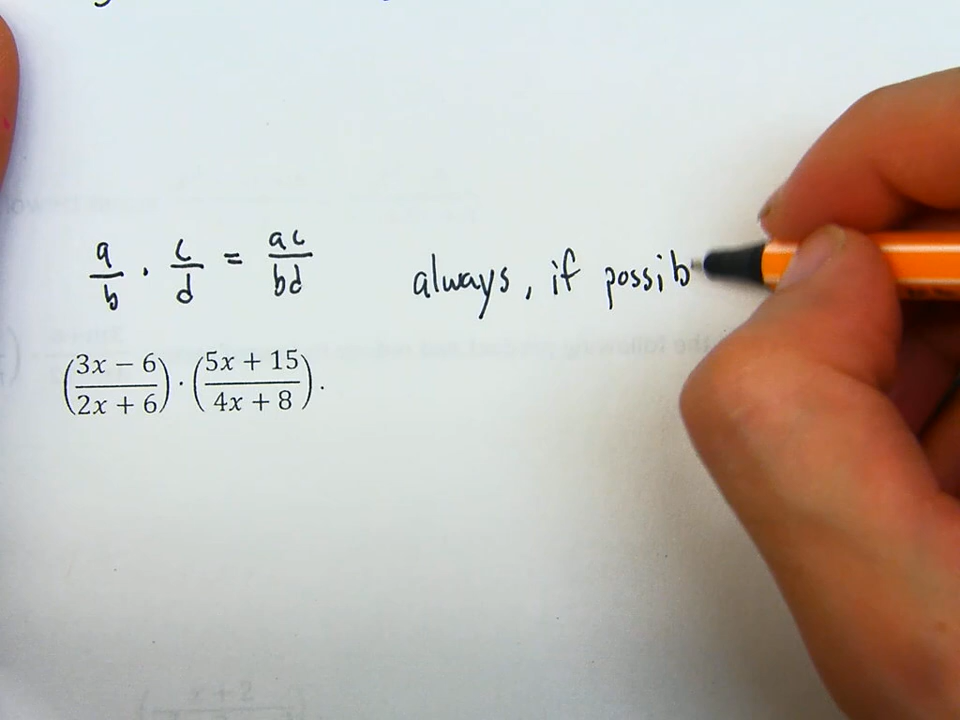 a/b · c/d = ac/bd always, if possib
(3x − 6 / 2x + 6) · (5x + 15 / 4x + 8).